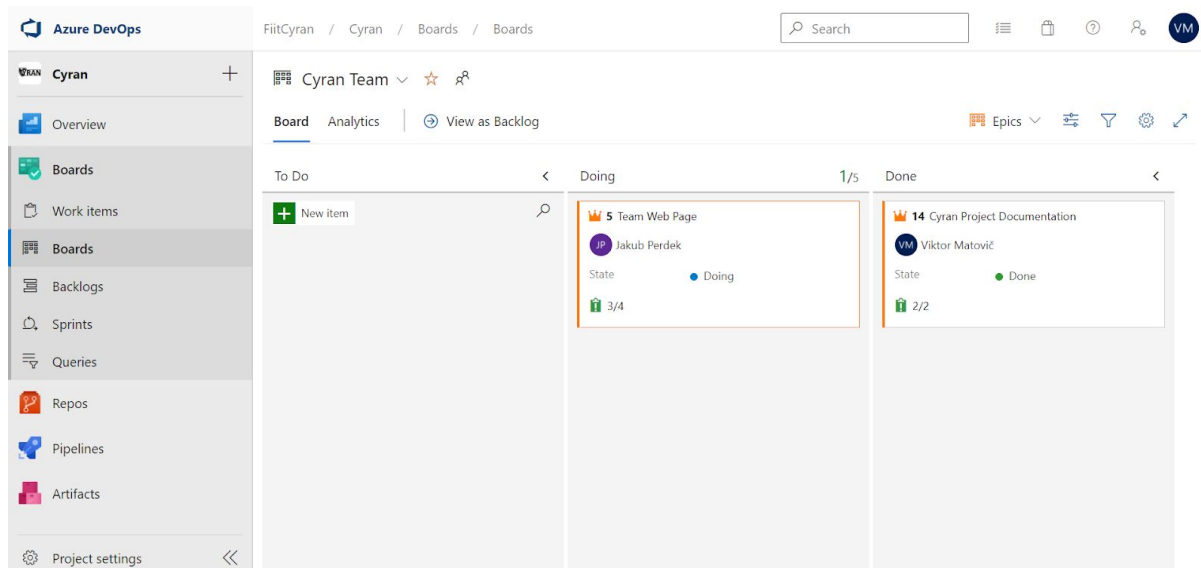 Azure DevOps
FiitCyran / Cyran / Boards / Boards
Search
VM
Cyran
Cyran Team
Overview
Board Analytics View as Backlog
Epics
Boards
To Do
Doing 1/5
Done
Work items
New item
5 Team Web Page
14 Cyran Project Documentation
Boards
JP Jakub Perdek
VM Viktor Matovič
Backlogs
State Doing
State Done
3/4
2/2
Sprints
Queries
Repos
Pipelines
Artifacts
Project settings